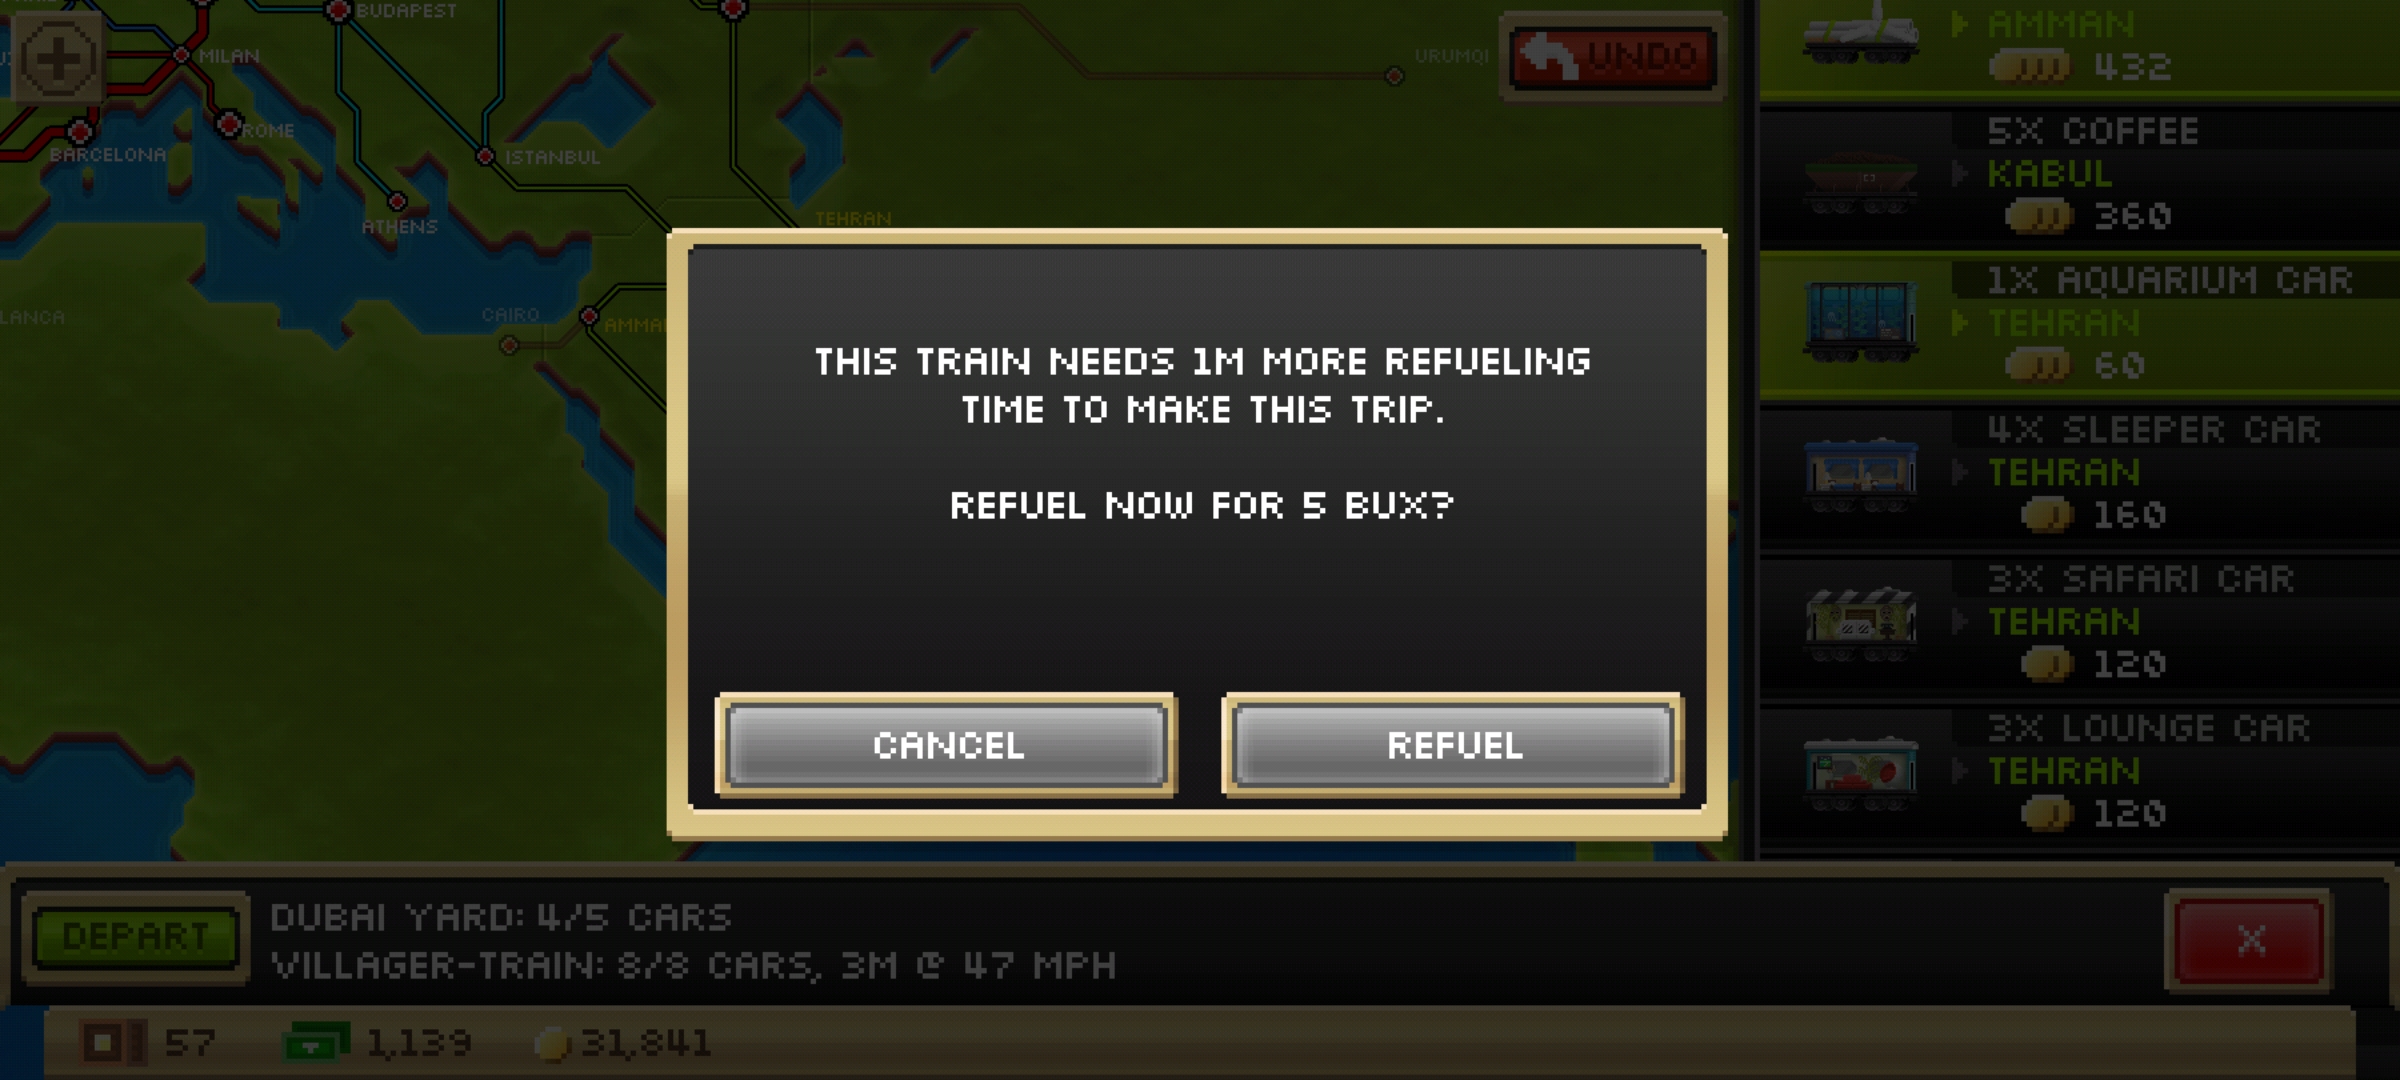 BUDAPEST
MILAN
URUMQI
UNDO
ROME
BARCELONA
ISTANBUL
ATHENS
TEHRAN
LANCA
CAIRO
THIS TRAIN NEEDS 1M MORE REFUELING
TIME TO MAKE THIS TRIP.
REFUEL NOW FOR 5 BUX?
CANCEL
REFUEL
AMMAN
432
5X COFFEE
KABUL
360
1X AQUARIUM CAR
TEHRAN
60
4X SLEEPER CAR
TEHRAN
160
3X SAFARI CAR
TEHRAN
120
3X LOUNGE CAR
TEHRAN
120
DEPART
DUBAI YARD: 4/5 CARS
VILLAGER-TRAIN: 8/8 CARS, 3M @ 47 MPH
X
57
1,139
31,841